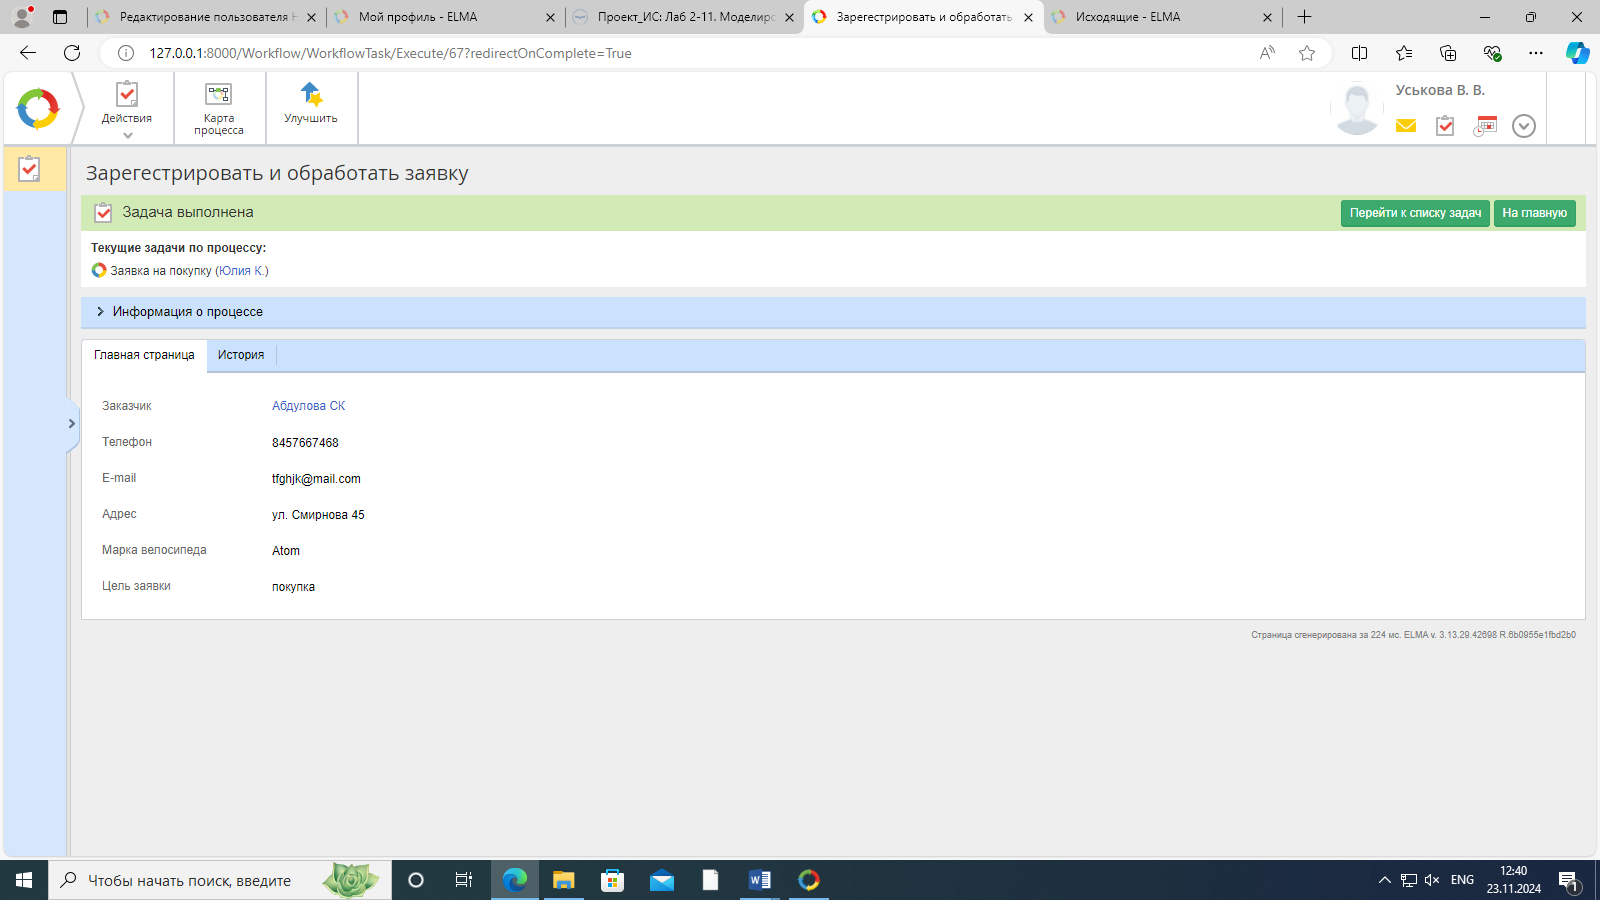 Редактирование пользователя Н
Мой профиль - ELMA
Проект_ИС: Лаб 2-11. Моделиро
Зарегестрировать и обработать
Исходящие - ELMA
127.0.0.1:8000/Workflow/WorkflowTask/Execute/67?redirectOnComplete=True
Действия
Карта процесса
Улучшить
Уськова В. В.
Зарегестрировать и обработать заявку
Задача выполнена
Перейти к списку задач
На главную
Текущие задачи по процессу:
Заявка на покупку (Юлия К.)
Информация о процессе
Главная страница
История
Заказчик Абдулова СК
Телефон 8457667468
E-mail tfghjk@mail.com
Адрес ул. Смирнова 45
Марка велосипеда Atom
Цель заявки покупка
Страница сгенерирована за 224 мс. ELMA v. 3.13.29.42698 R.6b0955e1fbd2b0
Чтобы начать поиск, введите
ENG
12:40
23.11.2024
1